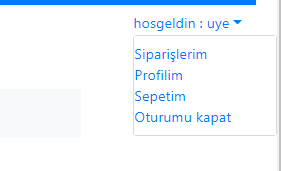 hosgeldin : uye
Siparişlerim
Profilim
Sepetim
Oturumu kapat